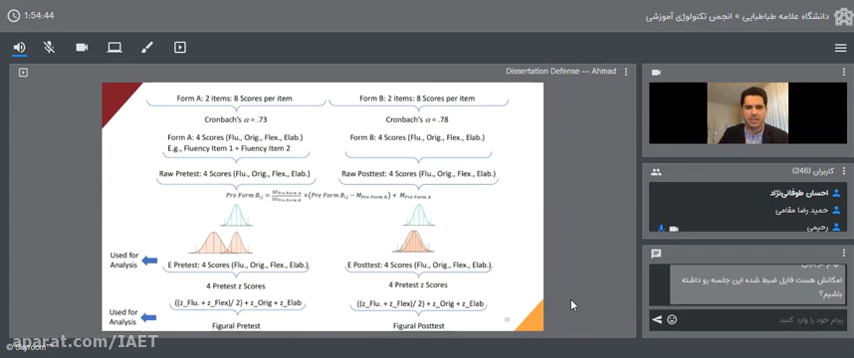 1:54:44
دانشگاه علامه طباطبایی » انجمن تکنولوژی آموزشی
Dissertation Defense -- Ahmad
Form A: 2 items: 8 Scores per item
Form B: 2 items: 8 Scores per item
Cronbach's α = .73
Cronbach's α = .78
Form A: 4 Scores (Flu., Orig., Flex., Elab.)
E.g., Fluency Item 1 + Fluency Item 2
Form B: 4 Scores (Flu., Orig., Flex., Elab.)
Raw Pretest: 4 Scores (Flu., Orig., Flex., Elab.)
Raw Posttest: 4 Scores (Flu., Orig., Flex., Elab.)
Used for
Analysis
E Pretest: 4 Scores (Flu., Orig., Flex., Elab.)
E Posttest: 4 Scores (Flu., Orig., Flex., Elab.)
4 Pretest z Scores
4 Posttest z Scores
Used for
Analysis
((z_Flu. + z_Flex)/ 2) + z_Orig + z_Elab
((z_Flu. + z_Flex)/ 2) + z_Orig + z_Elab
Figural Pretest
Figural Posttest
کاربران (246)
احسان طوفانی‌نژاد
حمید رضا مقامی
رحیمی
امکانش هست فایل ضبط شده این جلسه رو داشته
باشیم؟
پیام خود را وارد کنید
© Skyroom
aparat.com/IAET